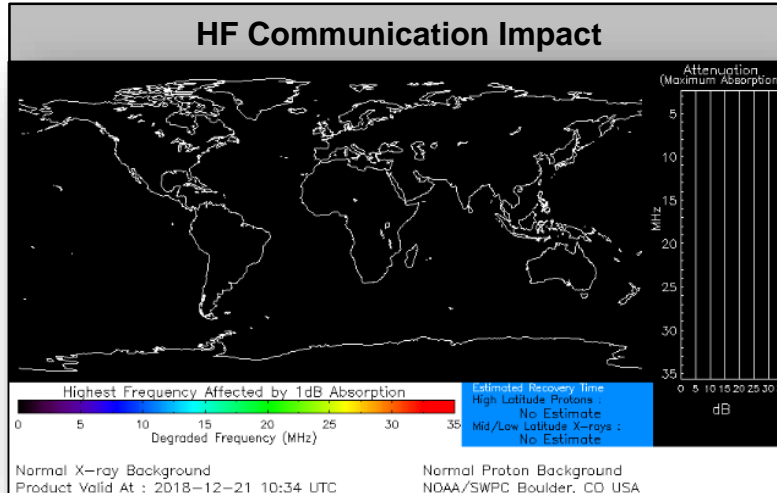 HF Communication Impact
Attenuation
(Maximum Absorption)
5
10
15
20
25
30
35
MHz
0 5 10 15 20 25 30
dB
Highest Frequency Affected by 1dB Absorption
0 5 10 15 20 25 30 35
Degraded Frequency (MHz)
Estimated Recovery Time
High Latitude Protons :
No Estimate
Mid/Low Latitude X-rays :
No Estimate
Normal X-ray Background
Normal Proton Background
Product Valid At : 2018-12-21 10:34 UTC
NOAA/SWPC Boulder, CO USA